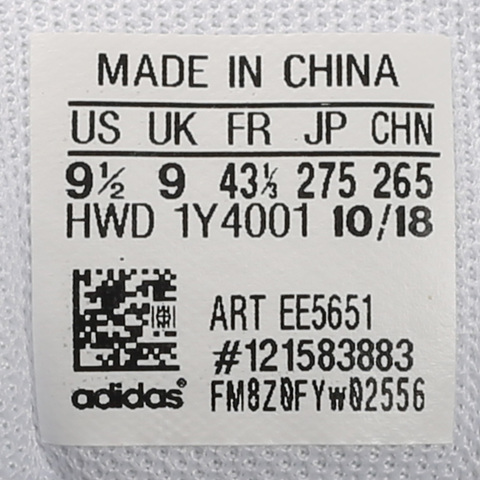 MADE IN CHINA
US UK FR JP CHN
9½ 9 43⅓ 275 265
HWD 1Y4001 10/18
ART EE5651
#121583883
adidas® FM8Z0FYw02556